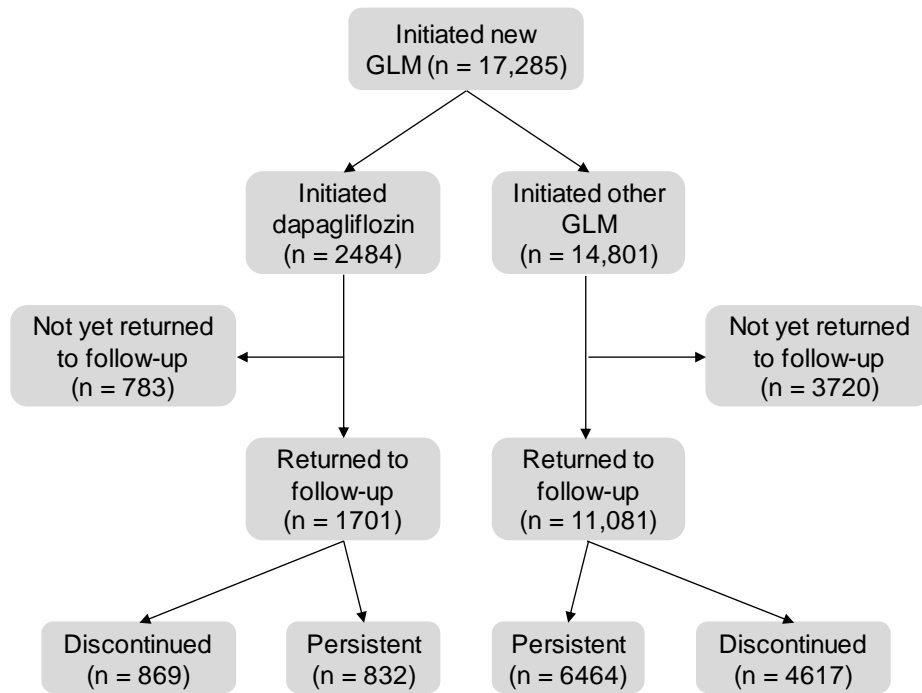 Initiated new
GLM (n = 17,285)
Initiated
dapagliflozin
(n = 2484)
Initiated other
GLM
(n = 14,801)
Not yet returned
to follow-up
(n = 783)
Not yet returned
to follow-up
(n = 3720)
Returned to
follow-up
(n = 1701)
Returned to
follow-up
(n = 11,081)
Discontinued
(n = 869)
Persistent
(n = 832)
Persistent
(n = 6464)
Discontinued
(n = 4617)